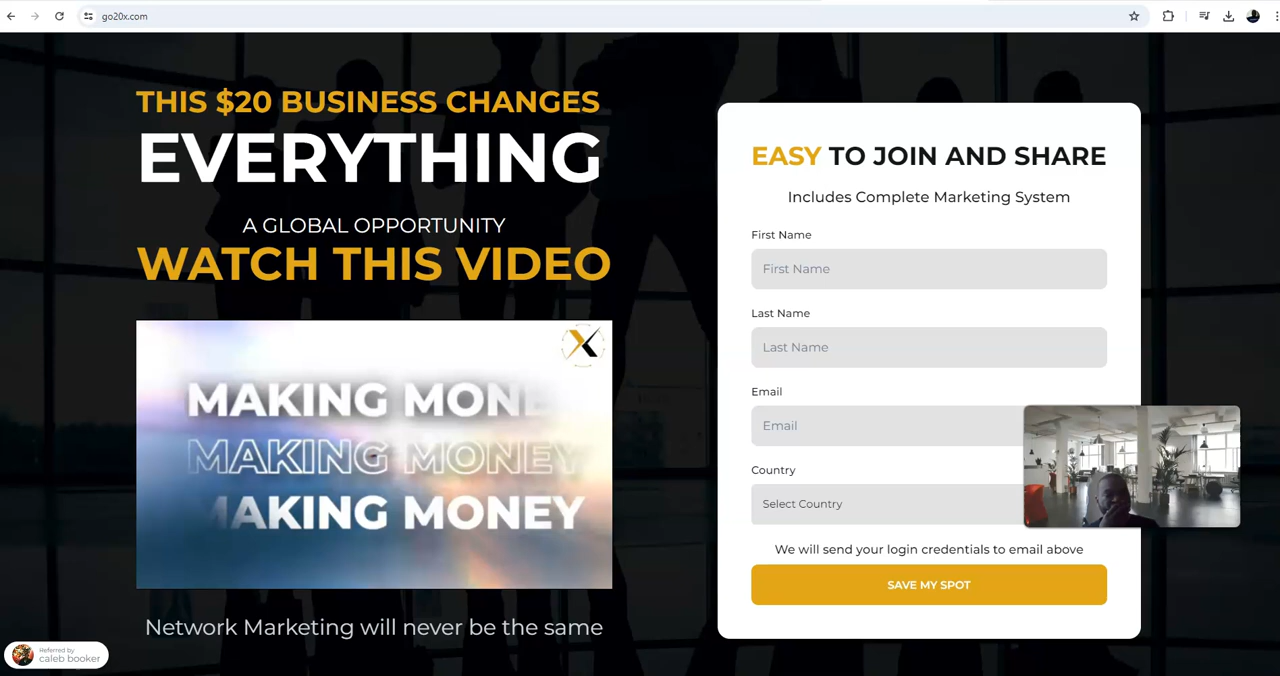 go20x.com
THIS $20 BUSINESS CHANGES
EVERYTHING
A GLOBAL OPPORTUNITY
WATCH THIS VIDEO
X
MAKING MONE
MAKING MONEY
MAKING MONEY
Network Marketing will never be the same
Referred by
caleb booker
EASY TO JOIN AND SHARE
Includes Complete Marketing System
First Name
First Name
Last Name
Last Name
Email
Email
Country
Select Country
We will send your login credentials to email above
SAVE MY SPOT